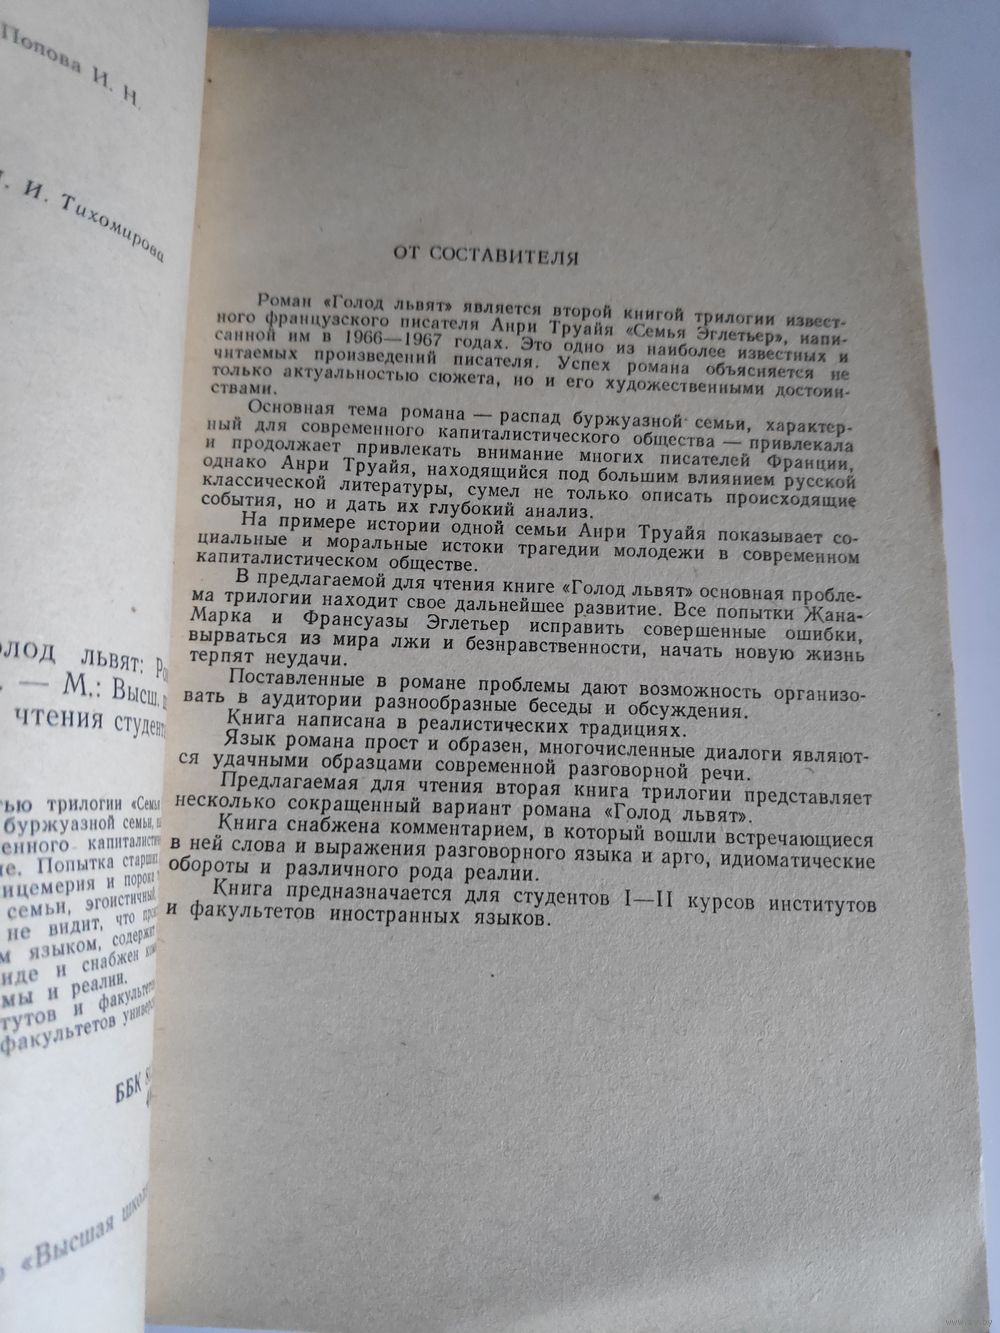 Попова И. Н.
И. Тихомирова
ЛЬВЯТ:
— М.: Высш.
чтения
трилогии «Семья
буржуазной семьи,
Попытка
и
семьи, эгоистичный,
не видит, что
языком,
и снабжен
и реалии.
и
факультетов
ББК
«Высшая
ОТ СОСТАВИТЕЛЯ
Роман «Голод львят» является второй книгой трилогии извест-
ного французского писателя Анри Труайя «Семья Эглетьер», напи-
санной им в 1966—1967 годах. Это одно из наиболее известных и
читаемых произведений писателя. Успех романа объясняется не
только актуальностью сюжета, но и его художественными достоин-
ствами.
Основная тема романа — распад буржуазной семьи, характер-
ный для современного капиталистического общества — привлекала
и продолжает привлекать внимание многих писателей Франции,
однако Анри Труайя, находящийся под большим влиянием русской
классической литературы, сумел не только описать происходящие
события, но и дать их глубокий анализ.
На примере истории одной семьи Анри Труайя показывает со-
циальные и моральные истоки трагедии молодежи в современном
капиталистическом обществе.
В предлагаемой для чтения книге «Голод львят» основная пробле-
ма трилогии находит свое дальнейшее развитие. Все попытки Жана-
Марка и Франсуазы Эглетьер исправить совершенные ошибки,
вырваться из мира лжи и безнравственности, начать новую жизнь
терпят неудачи.
Поставленные в романе проблемы дают возможность организо-
вать в аудитории разнообразные беседы и обсуждения.
Книга написана в реалистических традициях.
Язык романа прост и образен, многочисленные диалоги являют-
ся удачными образцами современной разговорной речи.
Предлагаемая для чтения вторая книга трилогии представляет
несколько сокращенный вариант романа «Голод львят».
Книга снабжена комментарием, в который вошли встречающиеся
в ней слова и выражения разговорного языка и арго, идиоматические
обороты и различного рода реалии.
Книга предназначается для студентов I—II курсов институтов
и факультетов иностранных языков.